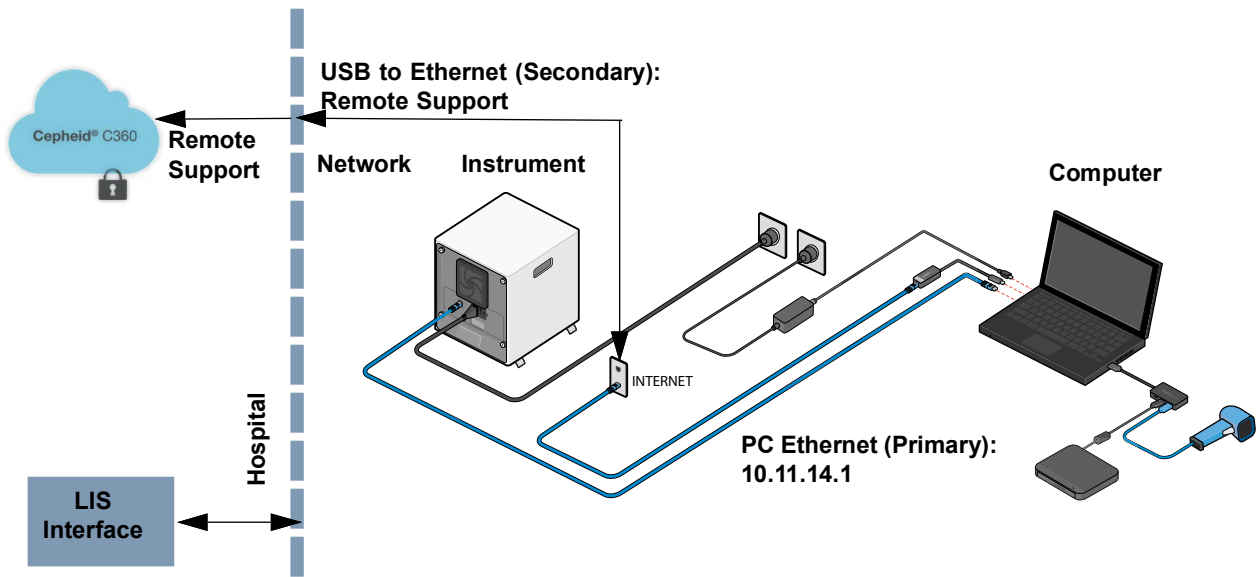 USB to Ethernet (Secondary):
Remote Support
Cepheid® C360
Remote
Support
Network
Instrument
Computer
INTERNET
PC Ethernet (Primary):
10.11.14.1
Hospital
LIS
Interface